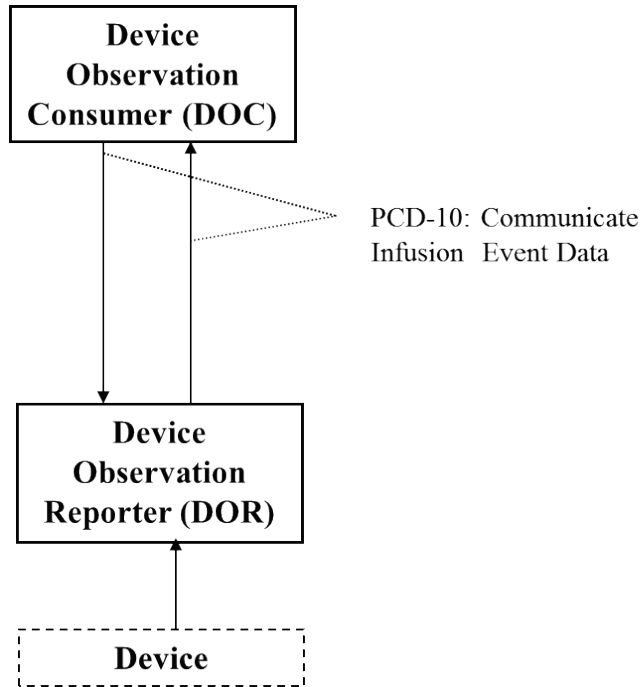 Device
Observation
Consumer (DOC)
PCD-10: Communicate
Infusion Event Data
Device
Observation
Reporter (DOR)
Device